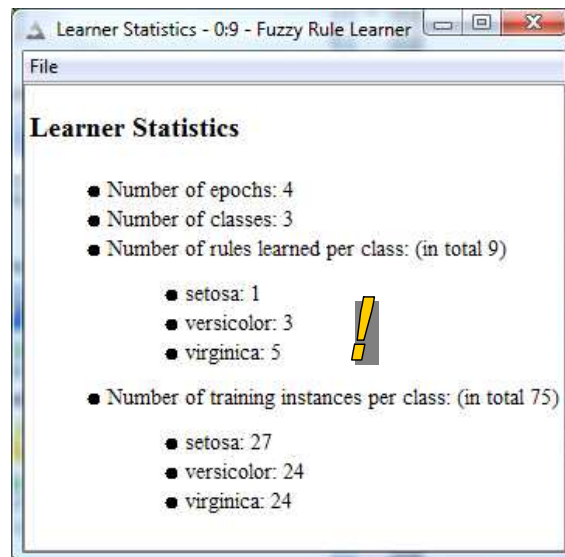 Learner Statistics - 0:9 - Fuzzy Rule Learner
File
Learner Statistics
Number of epochs: 4
Number of classes: 3
Number of rules learned per class: (in total 9)
setosa: 1
versicolor: 3
virginica: 5
!
Number of training instances per class: (in total 75)
setosa: 27
versicolor: 24
virginica: 24